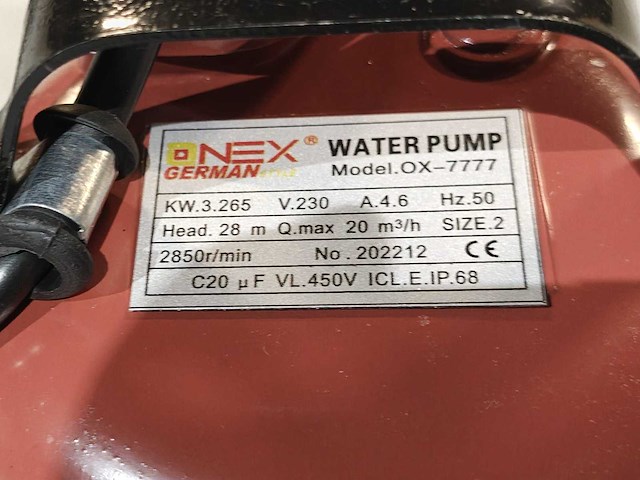 ONEX® WATER PUMP
GERMAN Model.OX-7777
KW.3.265 V.230 A.4.6 Hz.50
Head. 28 m Q.max 20 m³/h SIZE.2
2850r/min No.202212 CE
C20 μF VL.450V ICL.E.IP.68